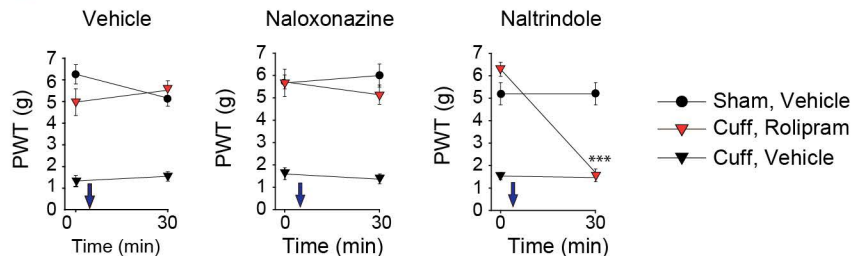 Vehicle
Naloxonazine
Naltrindole
PWT (g)
7
6
5
4
3
2
1
0
0
30
Time (min)
PWT (g)
7
6
5
4
3
2
1
0
*
0
30
Time (min)
PWT (g)
7
6
5
4
3
2
1
0
***
0
30
Time (min)
Sham, Vehicle
Cuff, Rolipram
Cuff, Vehicle